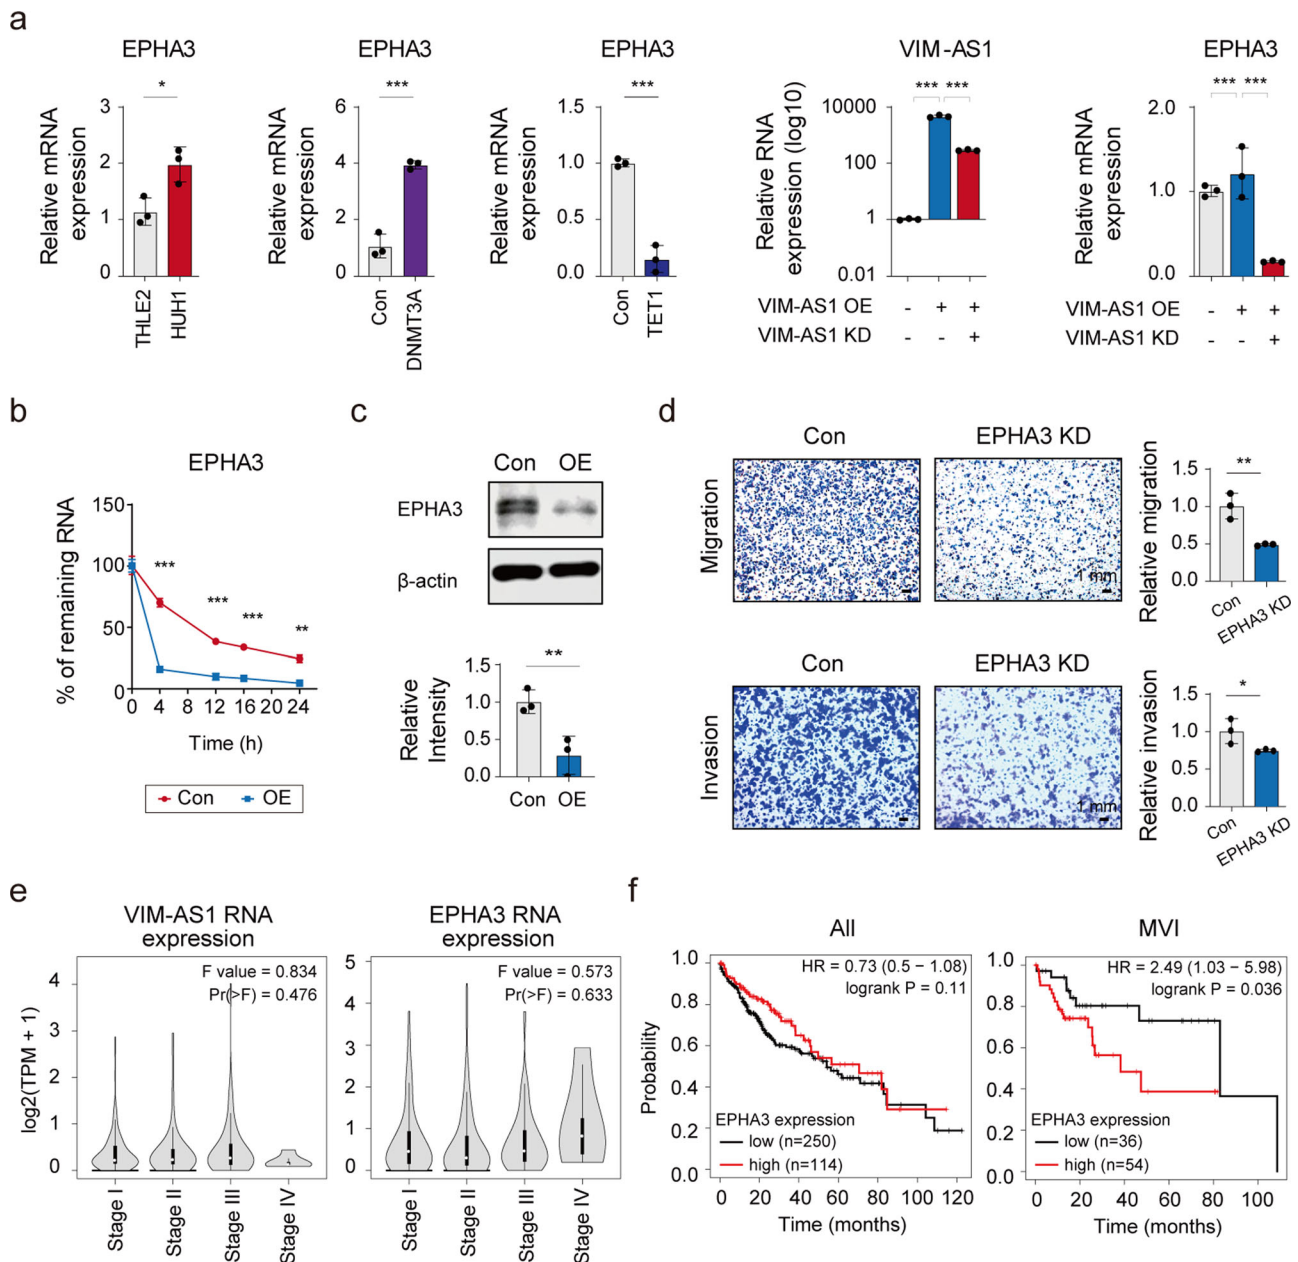 a
EPHA3
Relative mRNA
expression
3
2
1
0
*
THLE2
HUH1
EPHA3
Relative mRNA
expression
6
4
2
0
***
Con
DNMT3A
EPHA3
Relative mRNA
expression
1.5
1.0
0.5
0.0
***
Con
TET1
VIM-AS1
Relative RNA
expression (log10)
10000
100
1
0.01
*** ***
VIM-AS1 OE - + +
VIM-AS1 KD - - +
EPHA3
Relative mRNA
expression
2.0
1.0
0.0
*** ***
VIM-AS1 OE - + +
VIM-AS1 KD - - +
b
EPHA3
% of remaining RNA
150
100
50
0
***
***
***
**
0 4 8 12 16 20 24
Time (h)
Con OE
c
Con OE
EPHA3
β-actin
Relative
Intensity
1.5
1.0
0.5
0.0
**
Con OE
d
Con EPHA3 KD
Migration
1 mm
Relative migration
1.5
1.0
0.5
0.0
**
Con
EPHA3 KD
Con EPHA3 KD
Invasion
1 mm
Relative invasion
1.5
1.0
0.5
0.0
*
Con
EPHA3 KD
e
VIM-AS1 RNA
expression
F value = 0.834
Pr(>F) = 0.476
log2(TPM + 1)
4
3
2
1
0
Stage I
Stage II
Stage III
Stage IV
EPHA3 RNA
expression
F value = 0.573
Pr(>F) = 0.633
5
4
3
2
1
0
Stage I
Stage II
Stage III
Stage IV
f
All
HR = 0.73 (0.5 − 1.08)
logrank P = 0.11
Probability
1.0
0.8
0.6
0.4
0.2
0.0
EPHA3 expression
low (n=250)
high (n=114)
0 20 40 60 80 100 120
Time (months)
MVI
HR = 2.49 (1.03 − 5.98)
logrank P = 0.036
1.0
0.8
0.6
0.4
0.2
0.0
EPHA3 expression
low (n=36)
high (n=54)
0 20 40 60 80 100
Time (months)